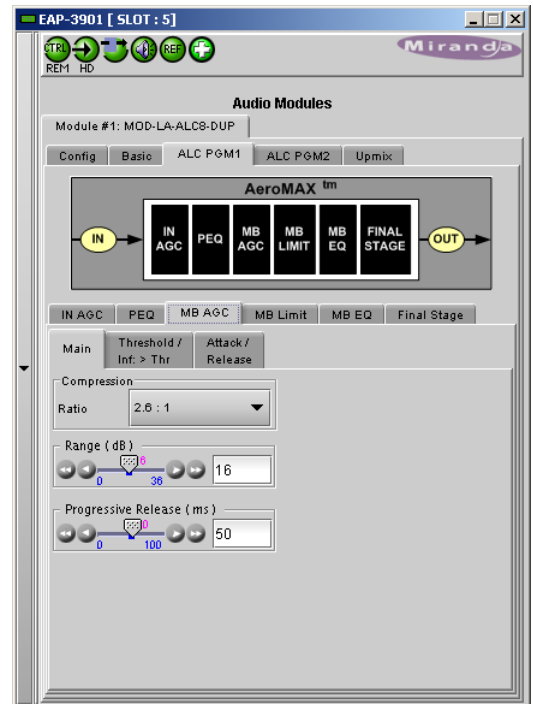 EAP-3901 [ SLOT : 5]
CTRL REF
REM HD
Miranda
Audio Modules
Module #1: MOD-LA-ALC8-DUP
Config Basic ALC PGM1 ALC PGM2 Upmix
AeroMAX tm
IN IN AGC PEQ MB AGC MB LIMIT MB EQ FINAL STAGE OUT
IN AGC PEQ MB AGC MB Limit MB EQ Final Stage
Main Threshold / Inf: > Thr Attack / Release
Compression
Ratio 2.6 : 1
Range ( dB )
16
0 36
Progressive Release ( ms )
50
0 100